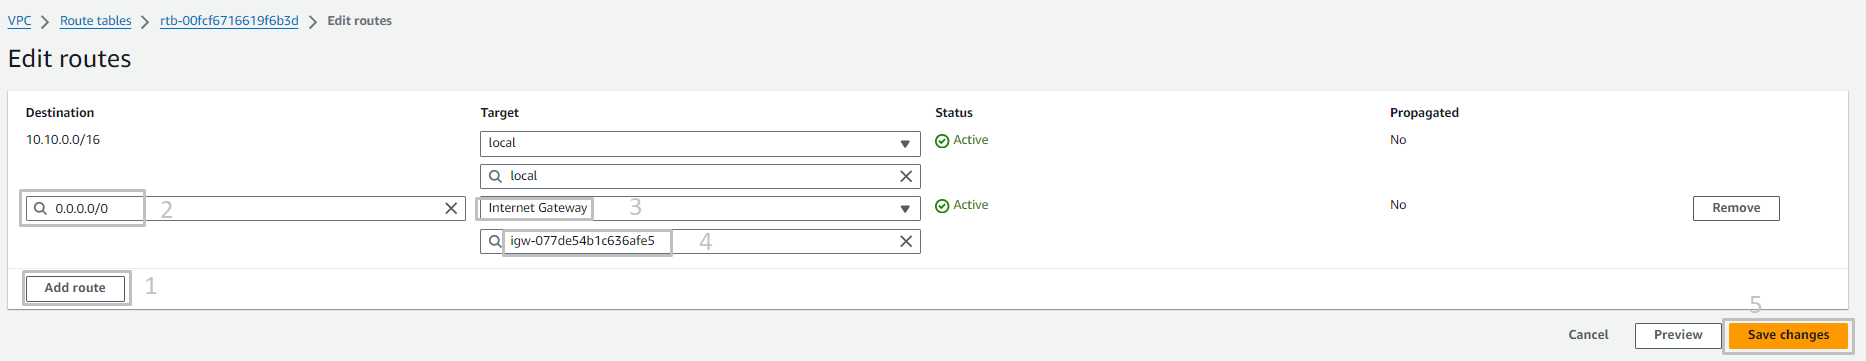 VPC > Route tables > rtb-00fcf6716619f6b3d > Edit routes
Edit routes
Destination Target Status Propagated
10.10.0.0/16 local Active No
local
0.0.0.0/0 2 Internet Gateway 3 Active No Remove
igw-077de54b1c636afe5 4
Add route 1
5
Cancel Preview Save changes